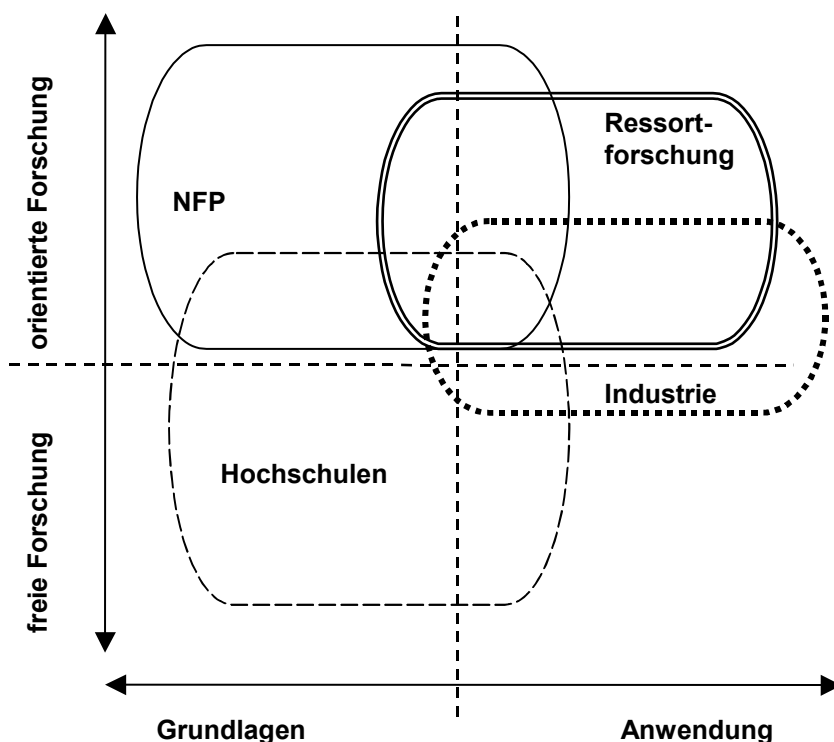 orientierte Forschung
freie Forschung
Ressort-
forschung
NFP
Industrie
Hochschulen
Grundlagen
Anwendung